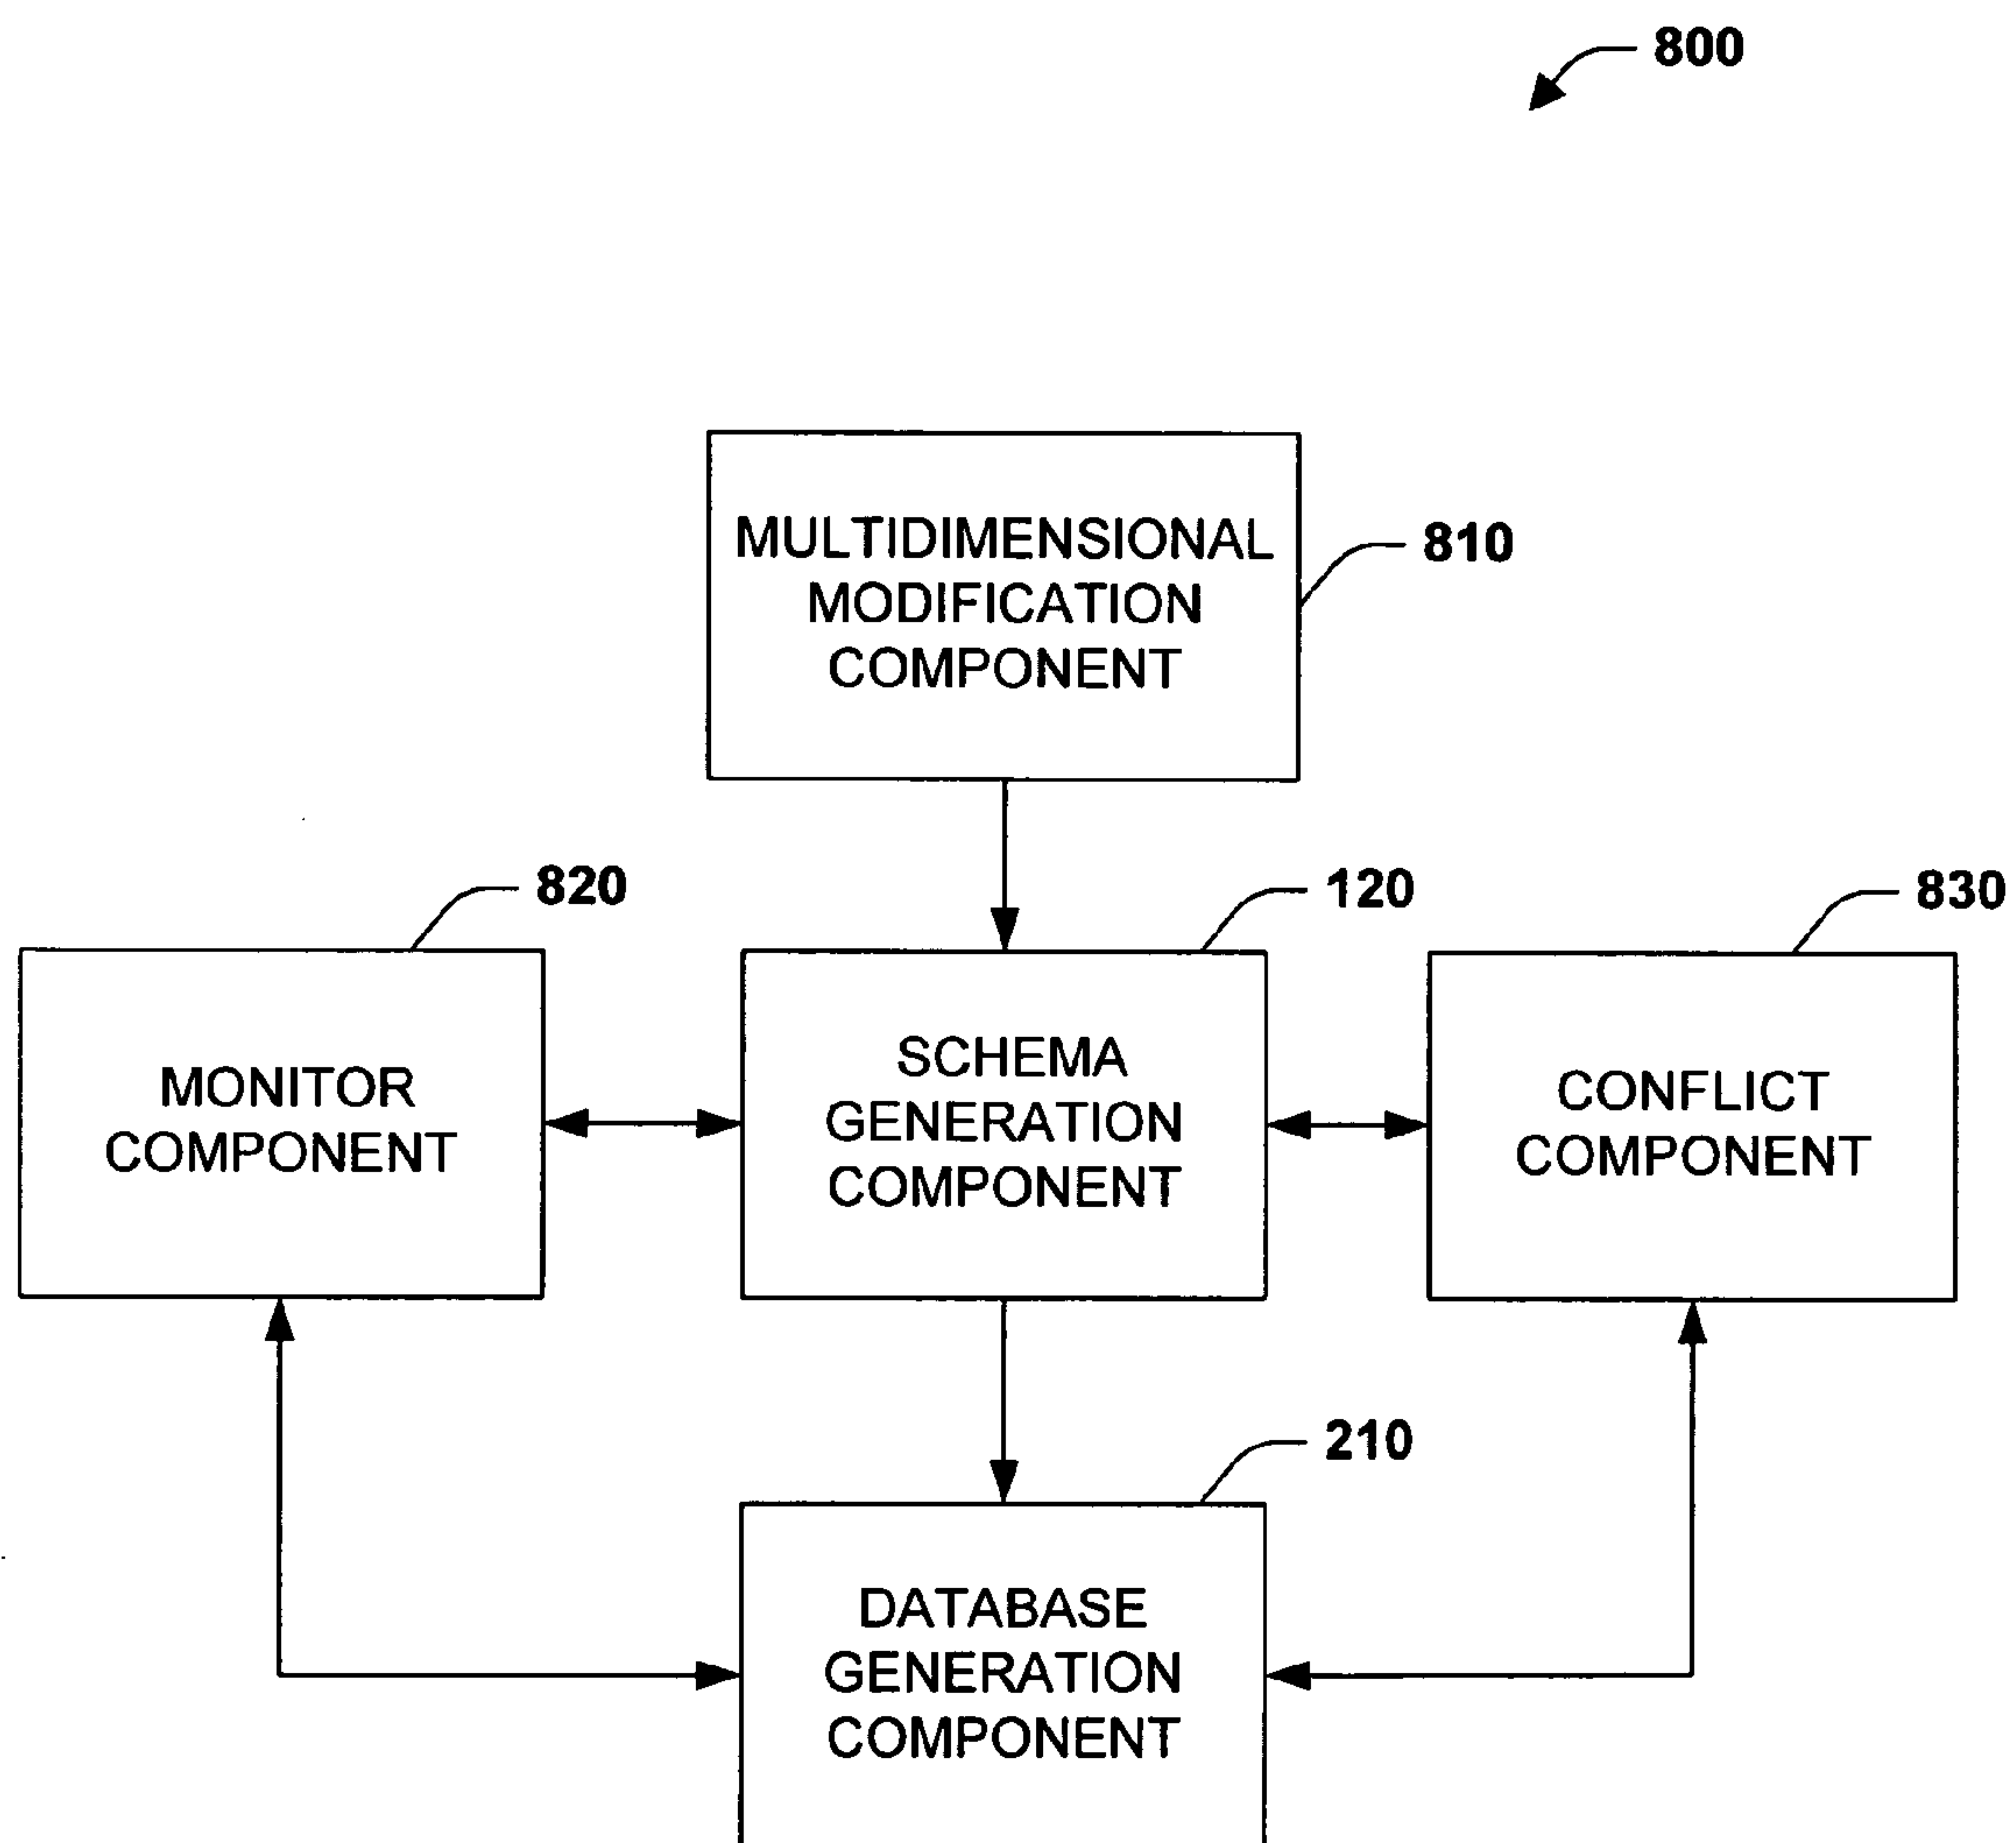 800
MULTIDIMENSIONAL
MODIFICATION
COMPONENT
810
820
120
830
MONITOR
COMPONENT
SCHEMA
GENERATION
COMPONENT
CONFLICT
COMPONENT
210
DATABASE
GENERATION
COMPONENT